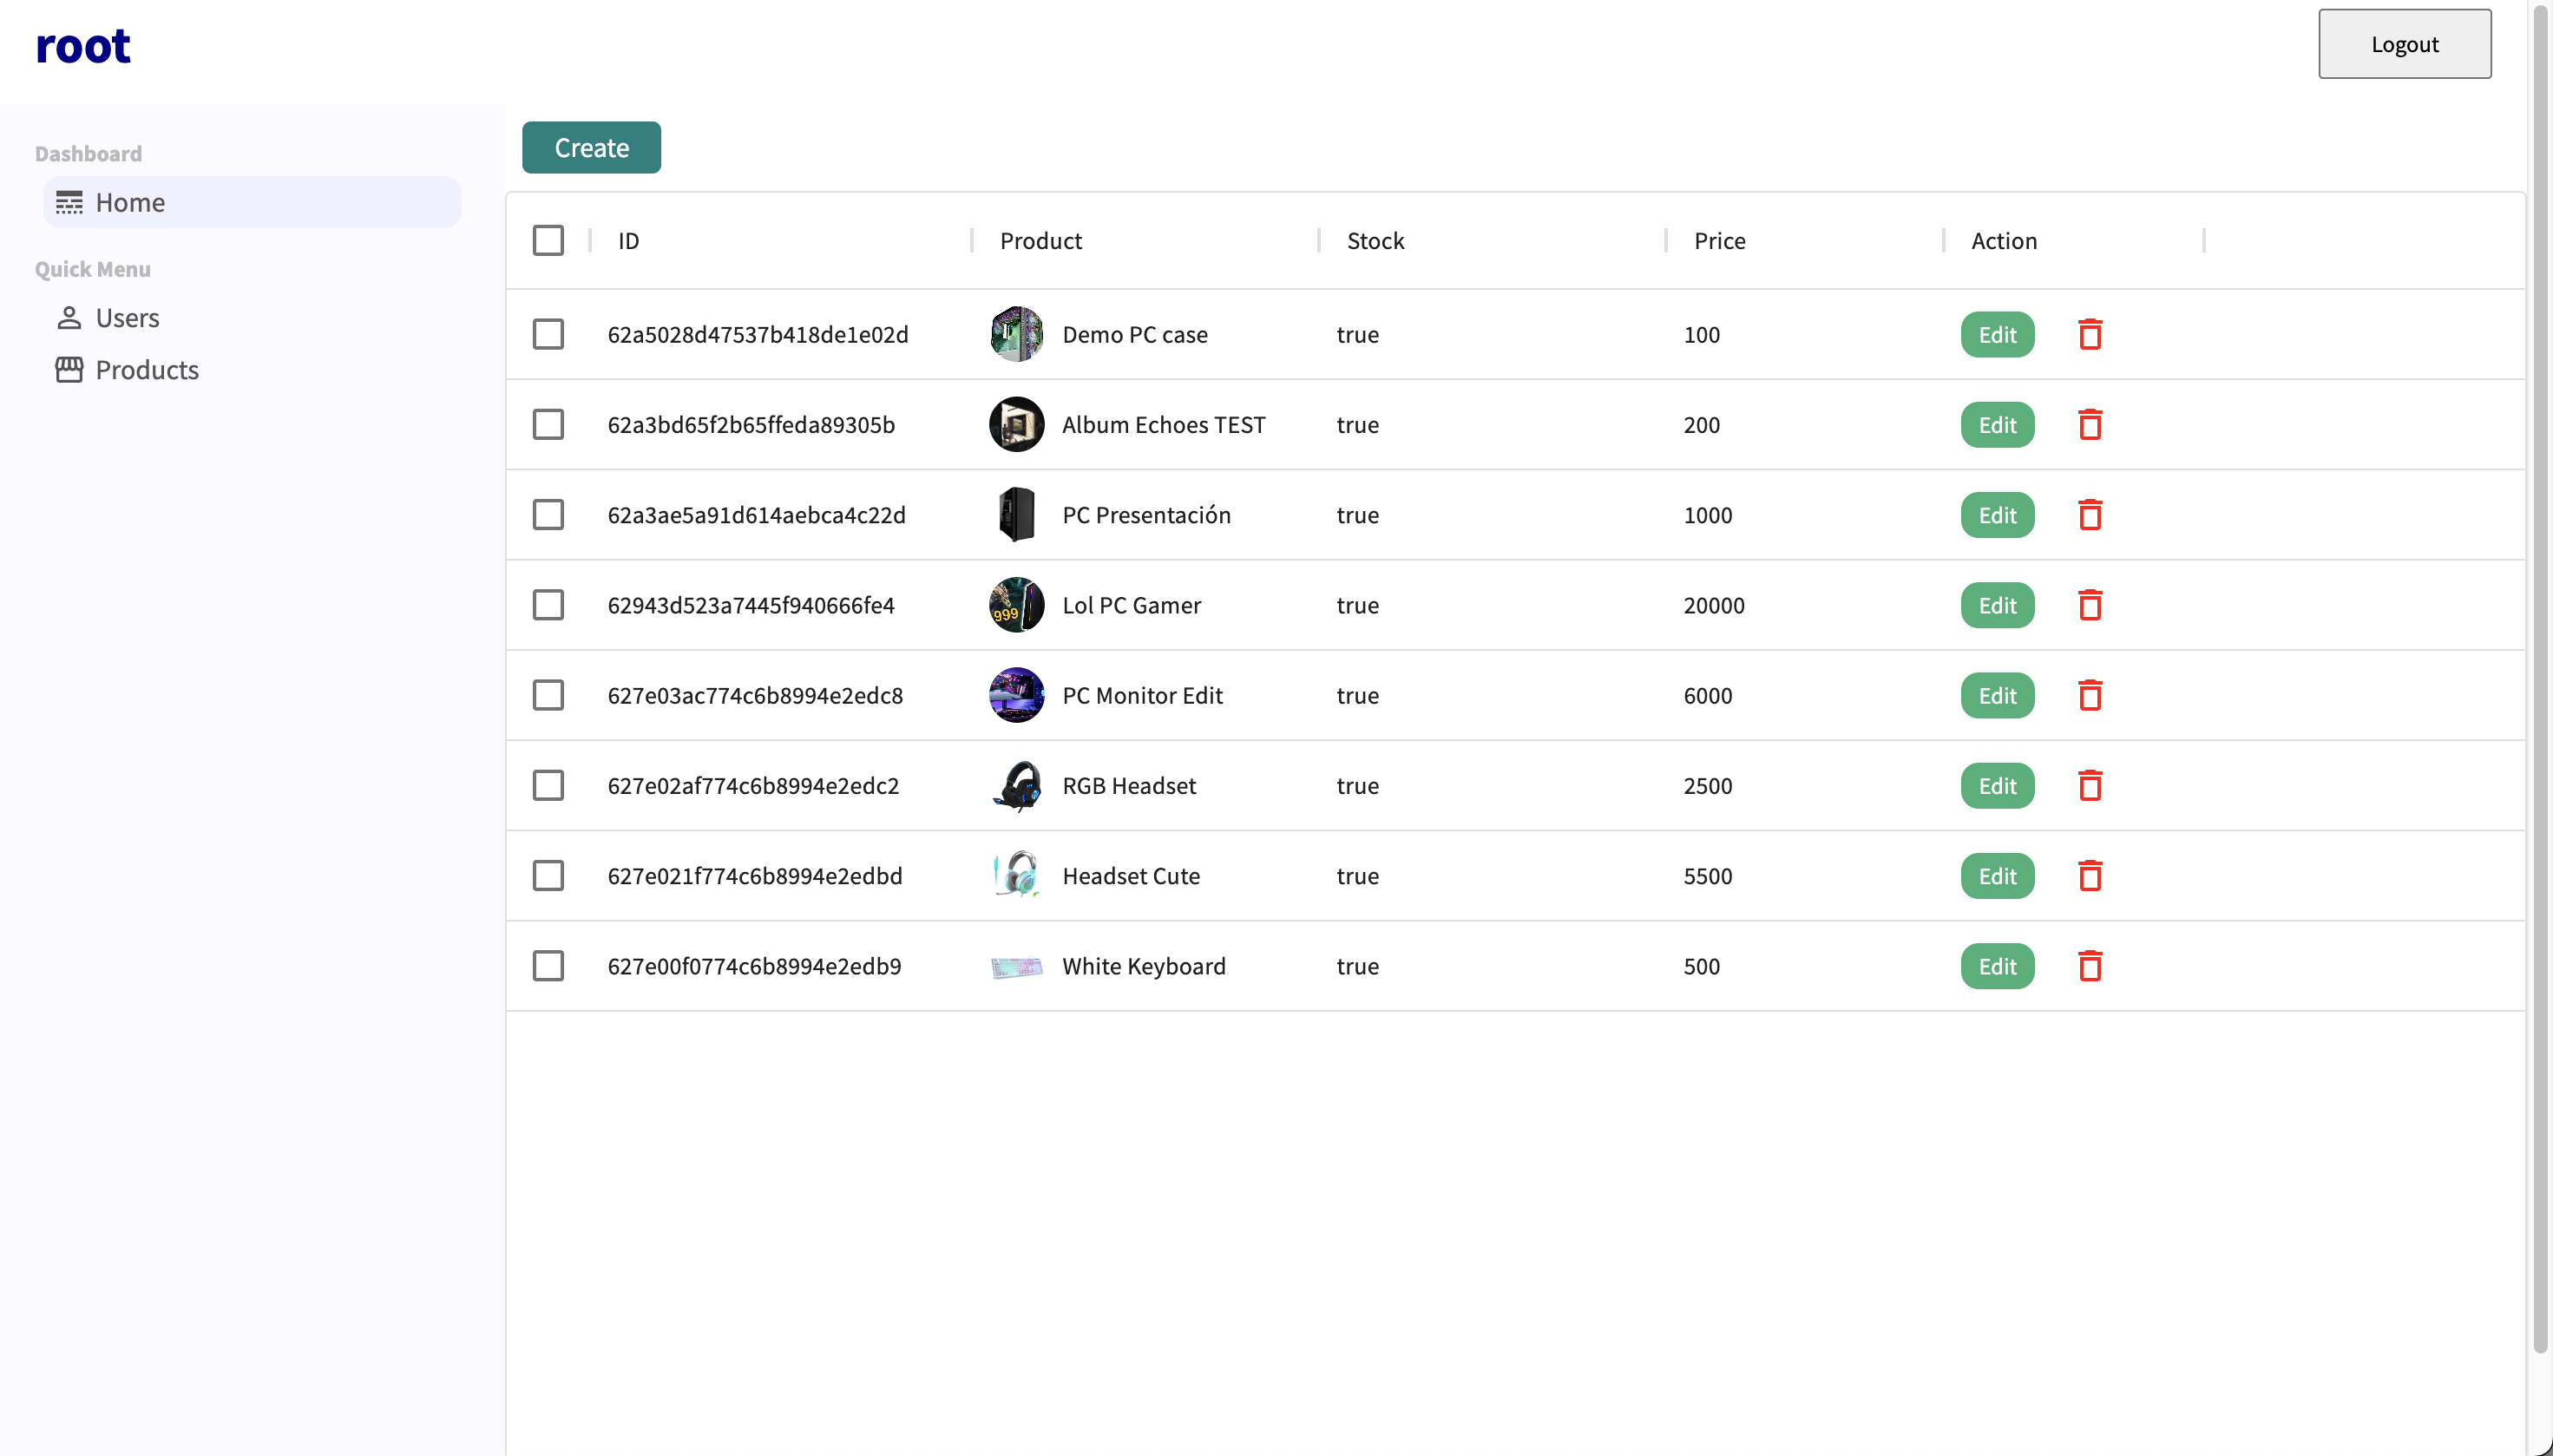 root
Logout
Dashboard
Home
Quick Menu
Users
Products
Create
ID Product Stock Price Action
62a5028d47537b418de1e02d Demo PC case true 100 Edit
62a3bd65f2b65ffeda89305b Album Echoes TEST true 200 Edit
62a3ae5a91d614aebca4c22d PC Presentación true 1000 Edit
62943d523a7445f940666fe4 999 Lol PC Gamer true 20000 Edit
627e03ac774c6b8994e2edc8 PC Monitor Edit true 6000 Edit
627e02af774c6b8994e2edc2 RGB Headset true 2500 Edit
627e021f774c6b8994e2edbd Headset Cute true 5500 Edit
627e00f0774c6b8994e2edb9 White Keyboard true 500 Edit